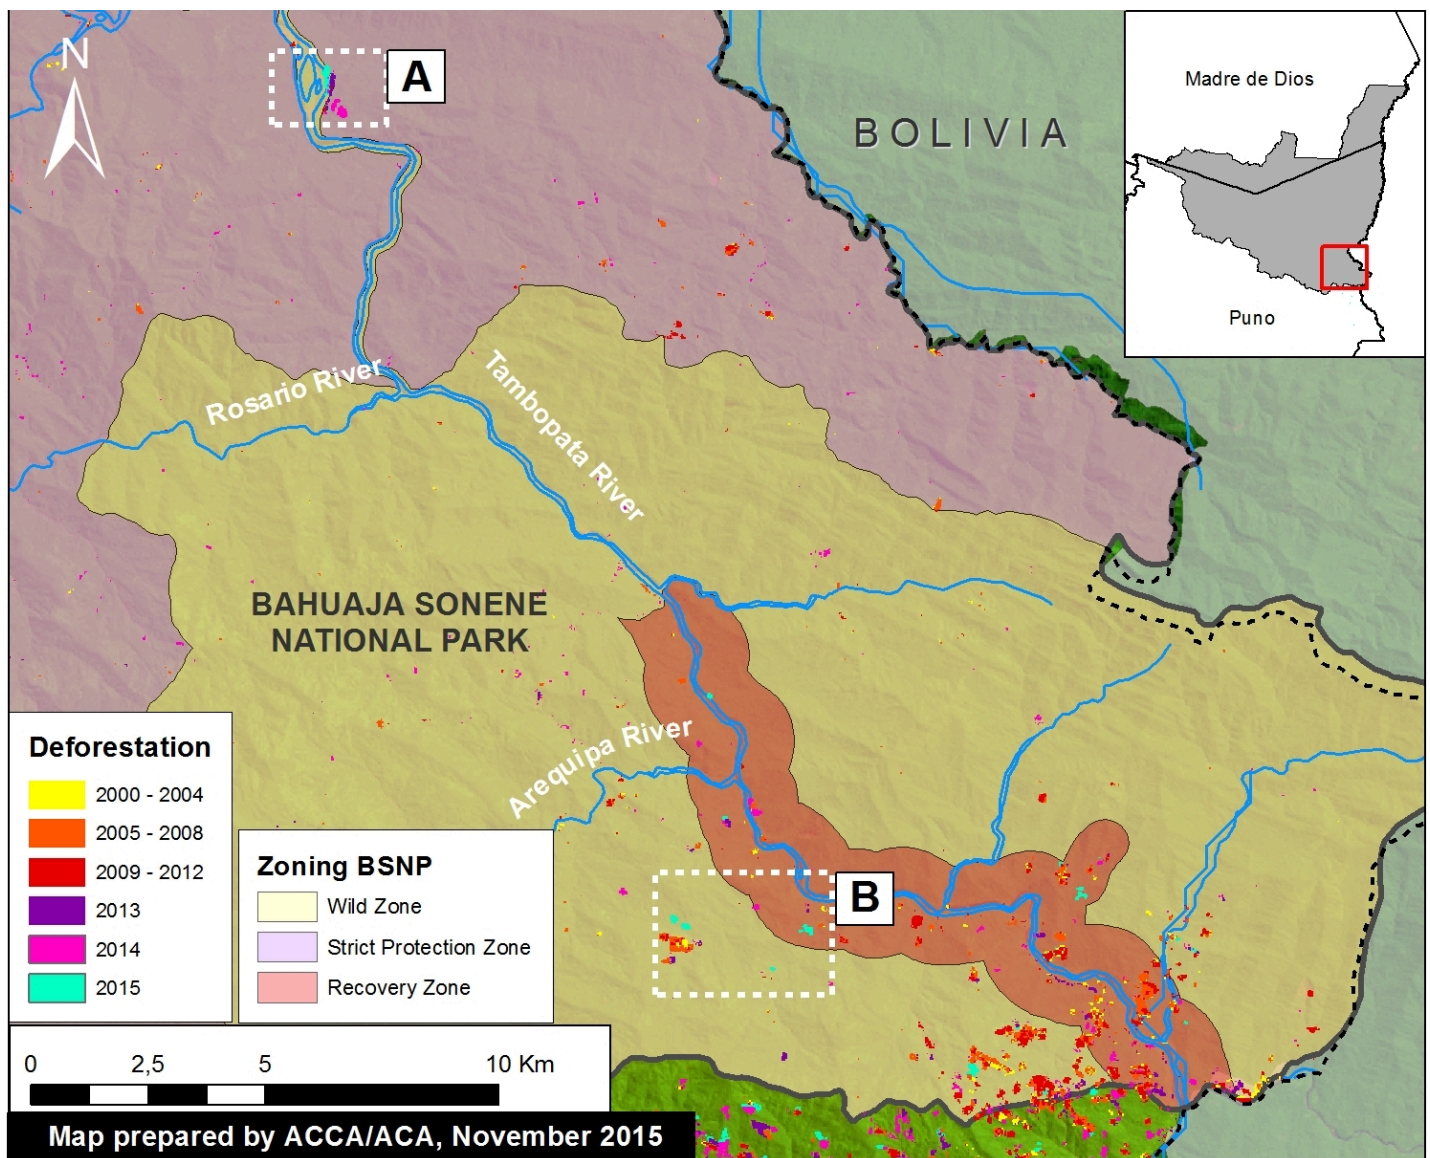 N
A
BOLIVIA
Madre de Dios
Puno
Rosario River
Tambopata River
BAHUAJA SONENE
NATIONAL PARK
Arequipa River
B
Deforestation
2000 - 2004
2005 - 2008
2009 - 2012
2013
2014
2015
Zoning BSNP
Wild Zone
Strict Protection Zone
Recovery Zone
0 2,5 5 10 Km
Map prepared by ACCA/ACA, November 2015